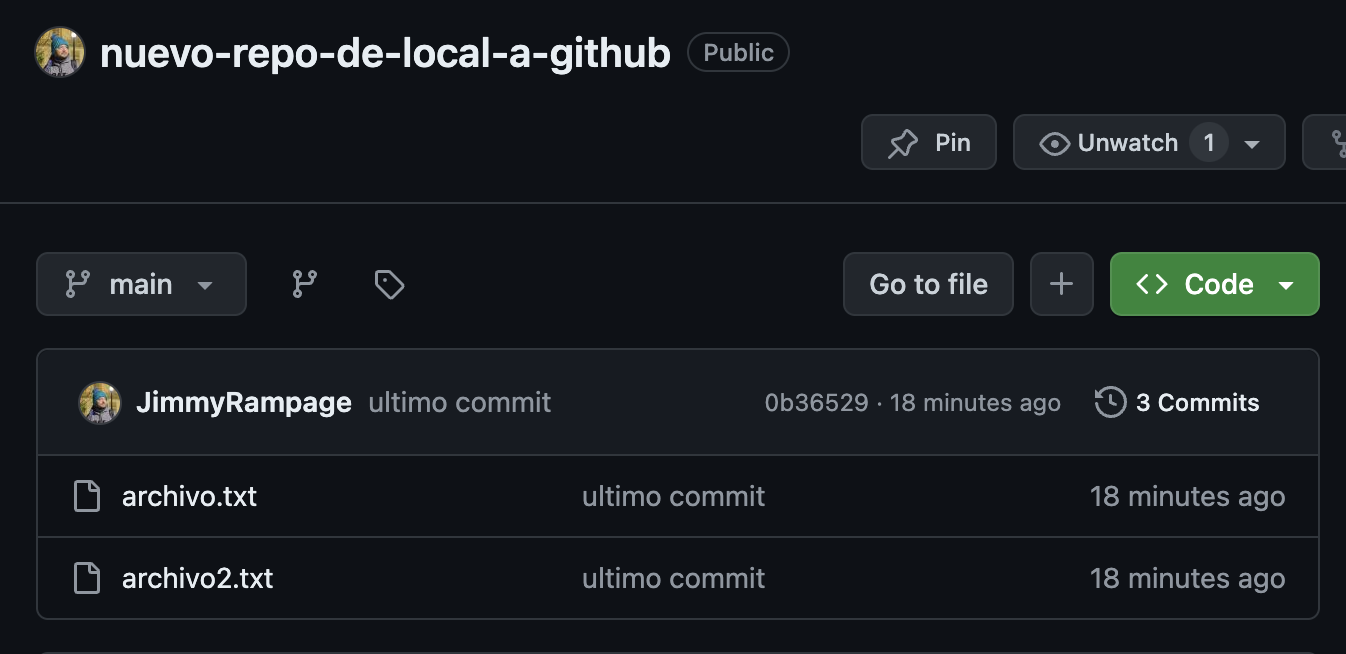 nuevo-repo-de-local-a-github Public
Pin Unwatch 1
main Go to file Code
JimmyRampage ultimo commit 0b36529 · 18 minutes ago 3 Commits
archivo.txt ultimo commit 18 minutes ago
archivo2.txt ultimo commit 18 minutes ago